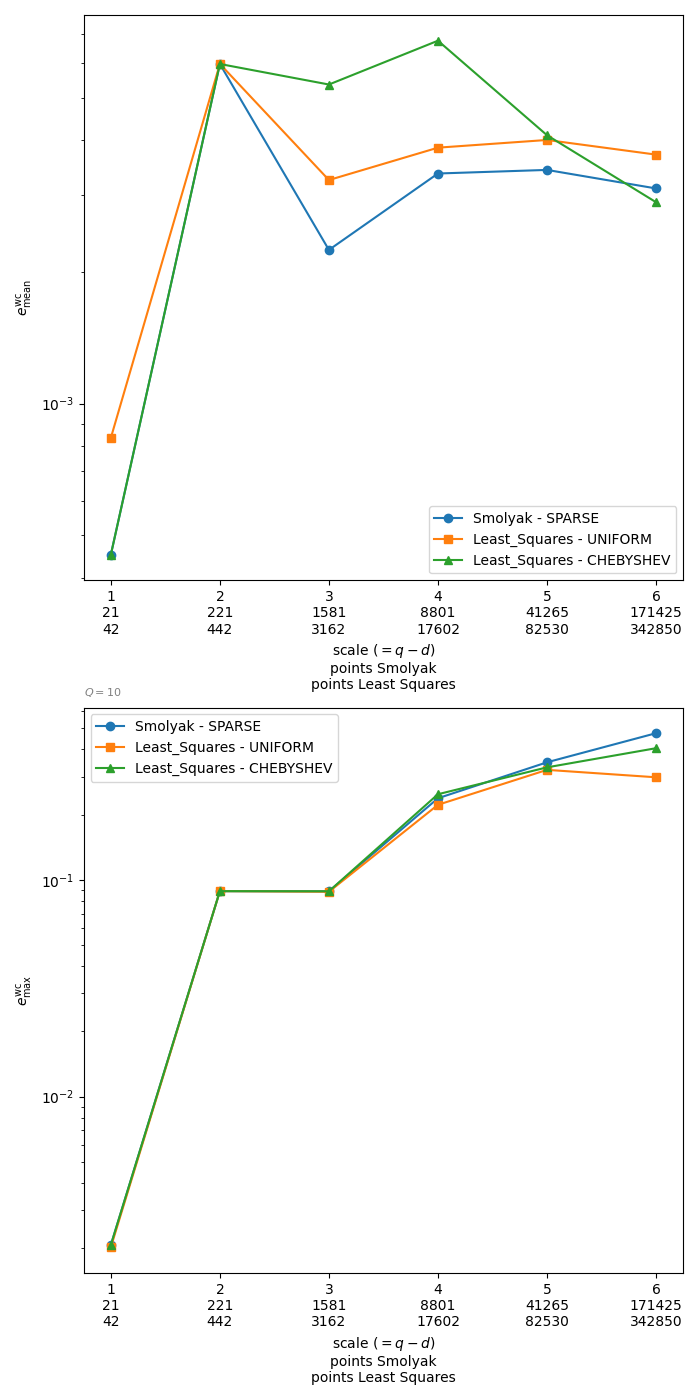 e^wc_mean
10^−3
Smolyak - SPARSE
Least_Squares - UNIFORM
Least_Squares - CHEBYSHEV
1 2 3 4 5 6
21 221 1581 8801 41265 171425
42 442 3162 17602 82530 342850
scale (= q − d)
points Smolyak
points Least Squares
Q = 10
Smolyak - SPARSE
Least_Squares - UNIFORM
Least_Squares - CHEBYSHEV
10^−1
e^wc_max
10^−2
1 2 3 4 5 6
21 221 1581 8801 41265 171425
42 442 3162 17602 82530 342850
scale (= q − d)
points Smolyak
points Least Squares